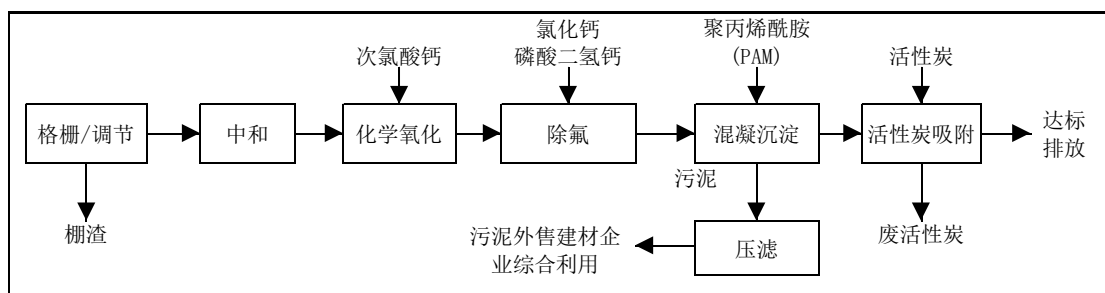 氯化钙
磷酸二氢钙
聚丙烯酰胺
(PAM)
次氯酸钙
活性炭
格栅/调节
中和
化学氧化
除氟
混凝沉淀
活性炭吸附
达标
排放
污泥
棚渣
废活性炭
污泥外售建材企
业综合利用
压滤